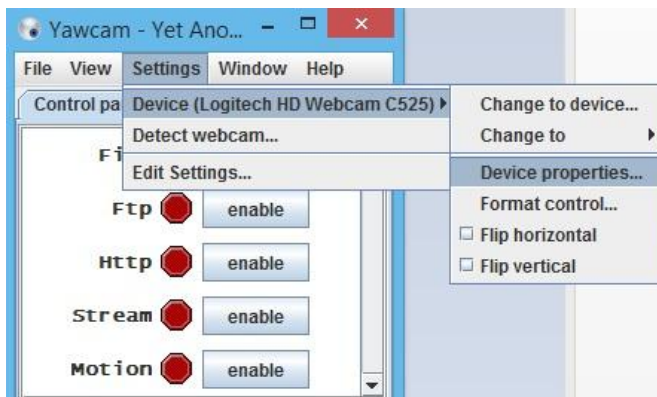 Yawcam - Yet Ano...
File View Settings Window Help
Control pa
Device (Logitech HD Webcam C525)
Detect webcam...
Edit Settings...
Change to device...
Change to
Device properties...
Format control...
Flip horizontal
Flip vertical
Fi
Ftp enable
Http enable
Stream enable
Motion enable